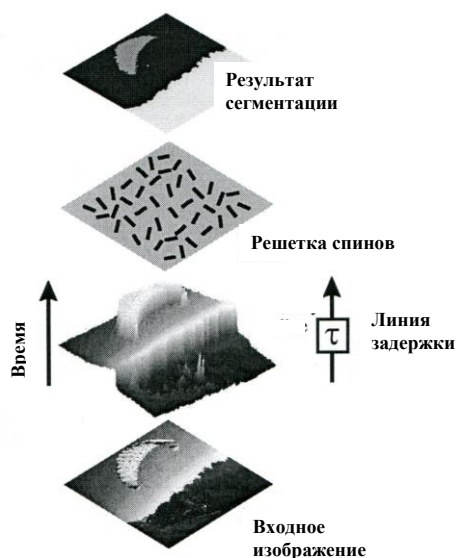 Результат
сегментации
Решетка спинов
Время
τ
Линия
задержки
Входное
изображение